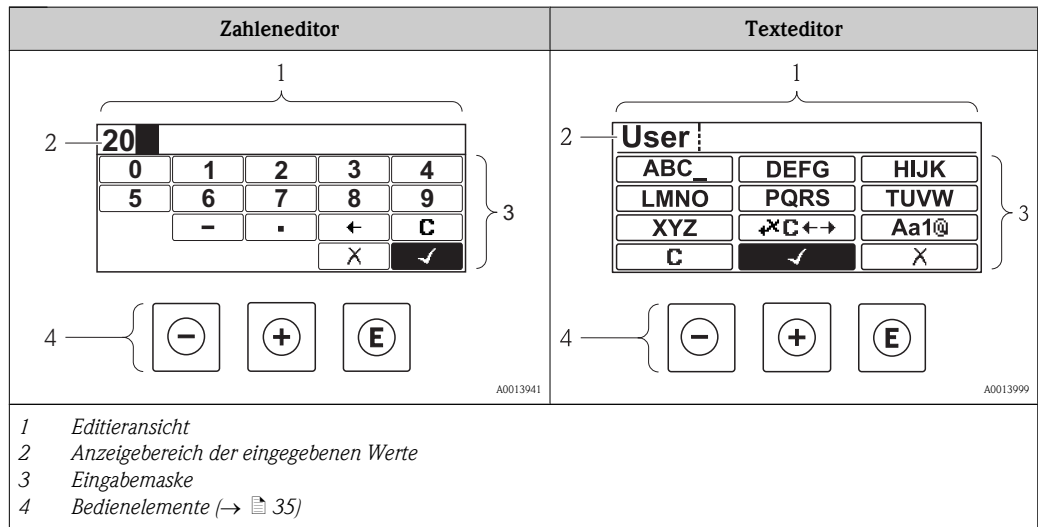 Zahleneditor
Texteditor
1
2
20
0 1 2 3 4
5 6 7 8 9
− . ← C
X ✓
3
4
− + E
A0013941
1
2
User
ABC_ DEFG HIJK
LMNO PQRS TUVW
XYZ C←→ Aa1@
C ✓ X
3
4
− + E
A0013999
1 Editieransicht
2 Anzeigebereich der eingegebenen Werte
3 Eingabemaske
4 Bedienelemente (→ 🗎 35)